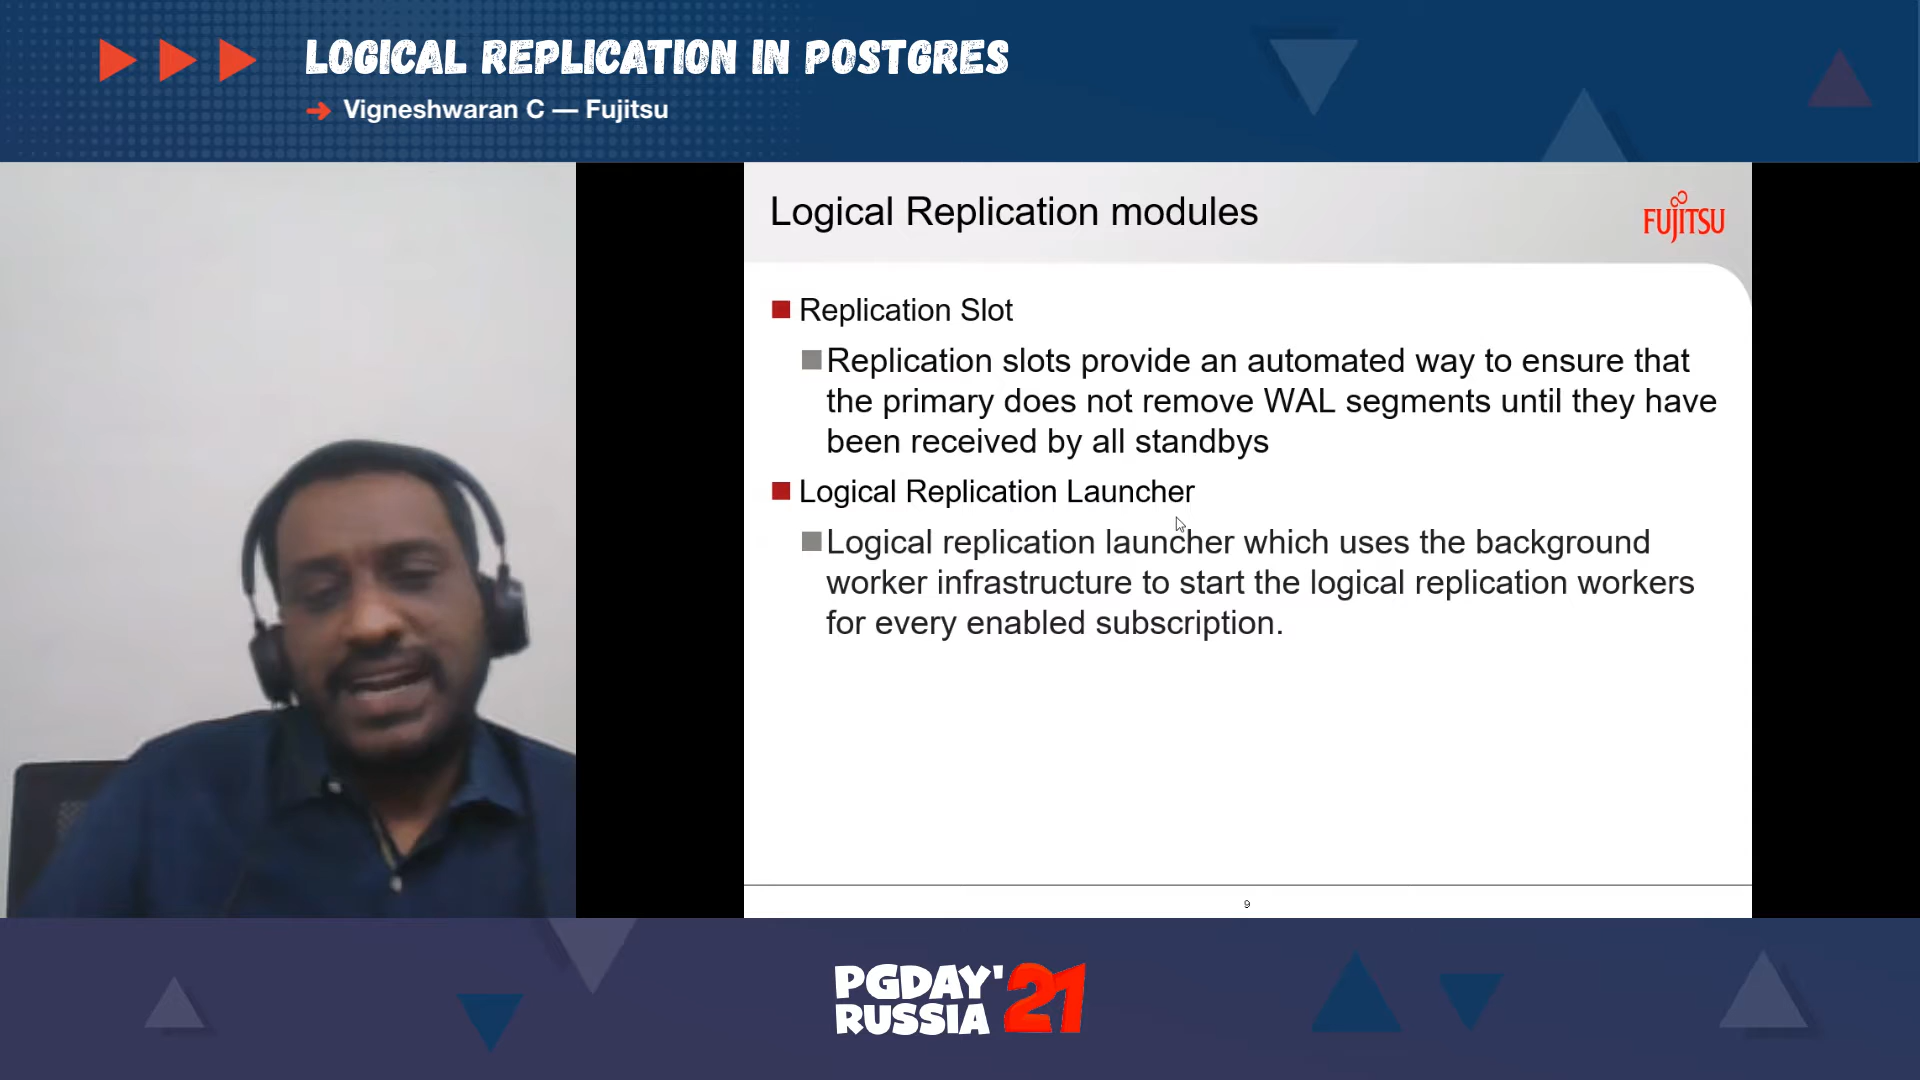 LOGICAL REPLICATION IN POSTGRES
Vigneshwaran C — Fujitsu
Logical Replication modules
FUJITSU
Replication Slot
Replication slots provide an automated way to ensure that
the primary does not remove WAL segments until they have
been received by all standbys
Logical Replication Launcher
Logical replication launcher which uses the background
worker infrastructure to start the logical replication workers
for every enabled subscription.
9
PGDAY'21
RUSSIA